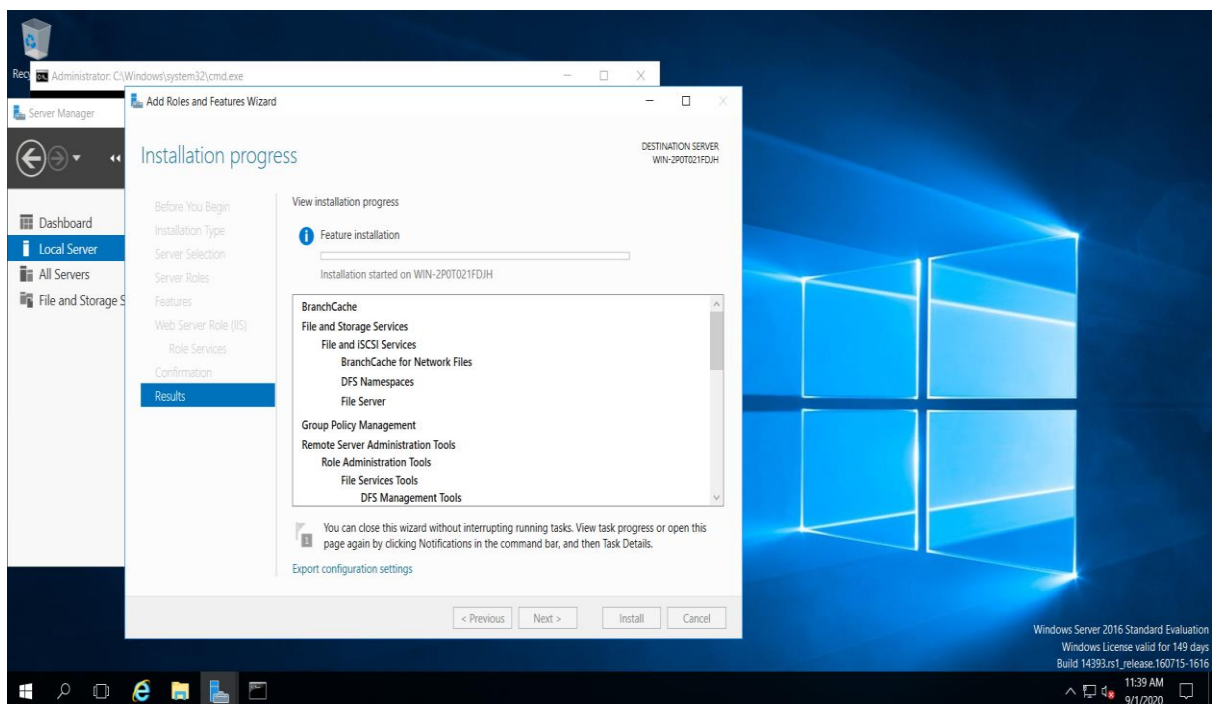 Administrator: C:\Windows\system32\cmd.exe
Server Manager
Add Roles and Features Wizard
Installation progress
DESTINATION SERVER
WIN-2P0T021FDJH
Dashboard
Local Server
All Servers
File and Storage S
Before You Begin
Installation Type
Server Selection
Server Roles
Features
Web Server Role (IIS)
Role Services
Confirmation
Results
View installation progress
Feature installation
Installation started on WIN-2P0T021FDJH
BranchCache
File and Storage Services
File and iSCSI Services
BranchCache for Network Files
DFS Namespaces
File Server
Group Policy Management
Remote Server Administration Tools
Role Administration Tools
File Services Tools
DFS Management Tools
1
You can close this wizard without interrupting running tasks. View task progress or open this
page again by clicking Notifications in the command bar, and then Task Details.
Export configuration settings
< Previous
Next >
Install
Cancel
Windows Server 2016 Standard Evaluation
Windows License valid for 149 days
Build 14393.rs1_release.160715-1616
11:39 AM
9/1/2020